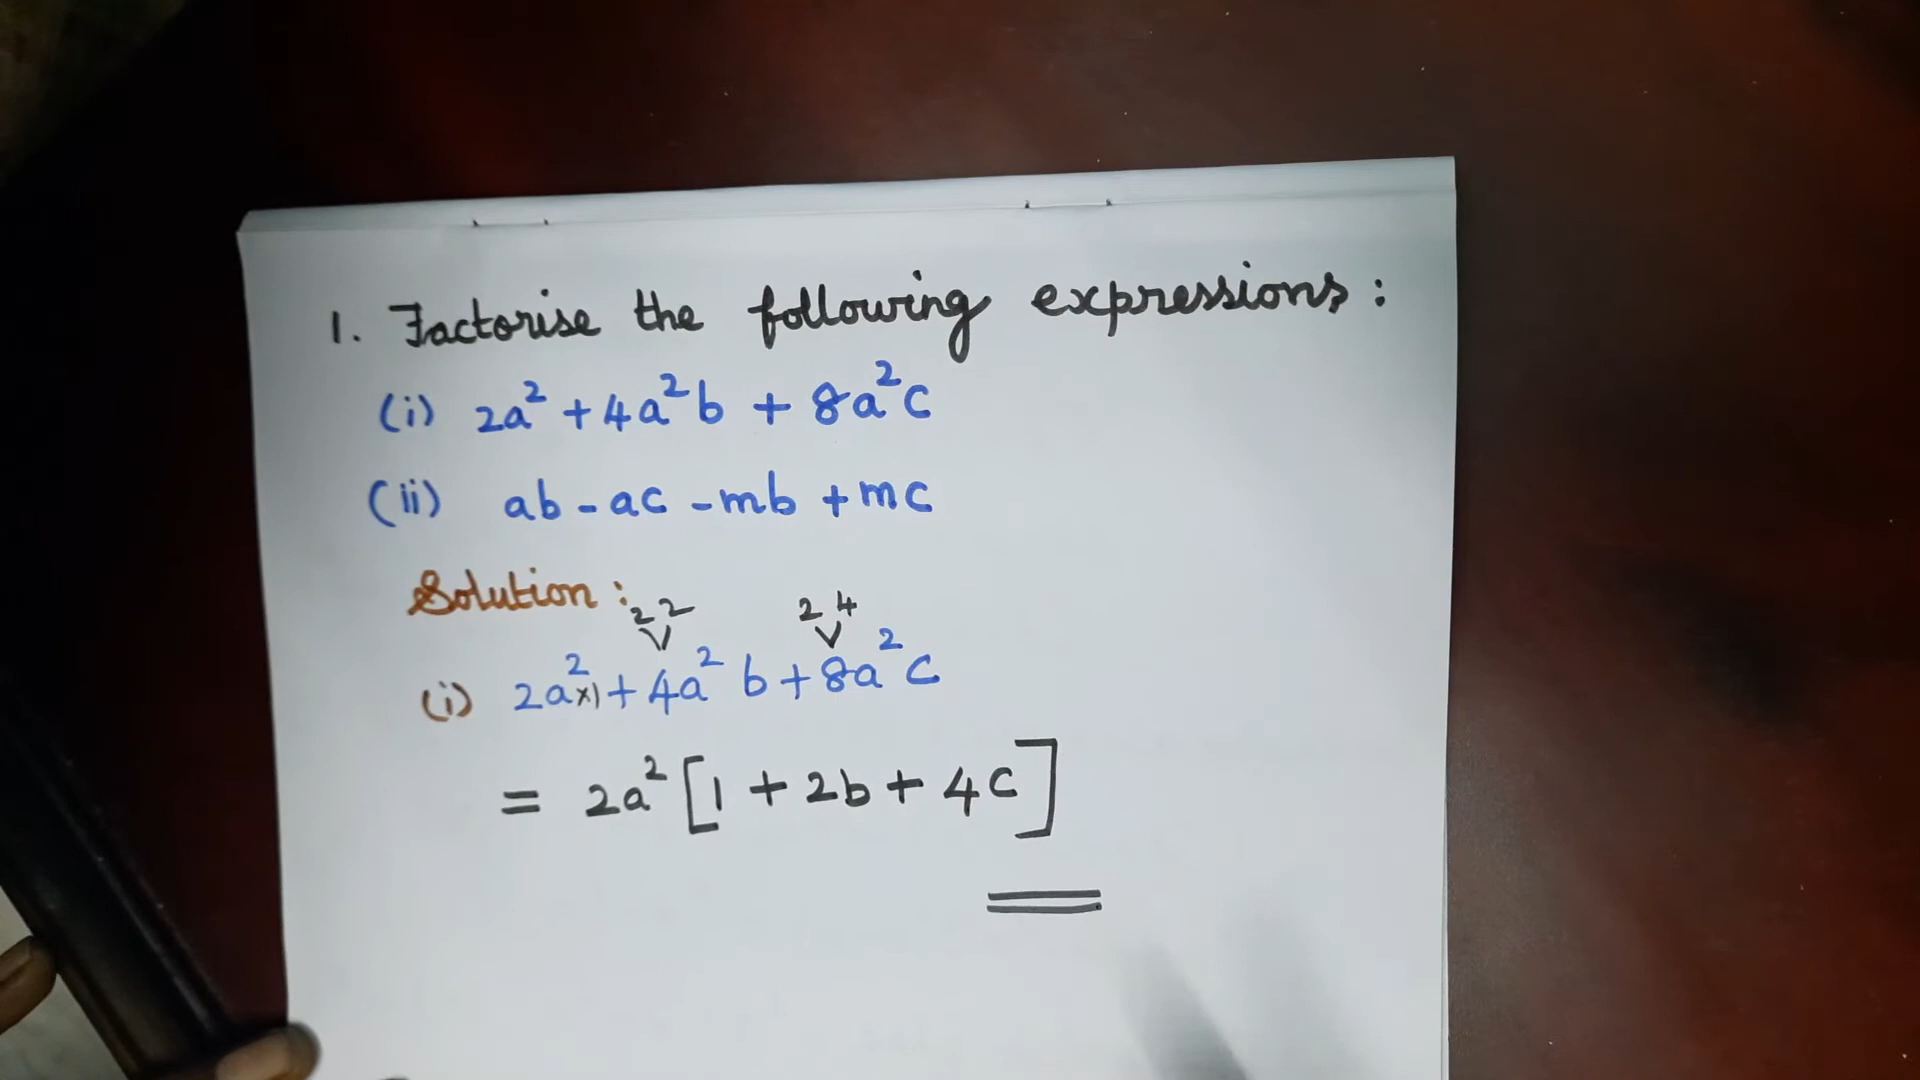 1. Factorise the following expressions:
(i) 2a² + 4a²b + 8a²c
(ii) ab - ac - mb + mc
Solution:
2 2 2 4
(i) 2a²×1 + 4a² b + 8a²c
= 2a² [1 + 2b + 4c]